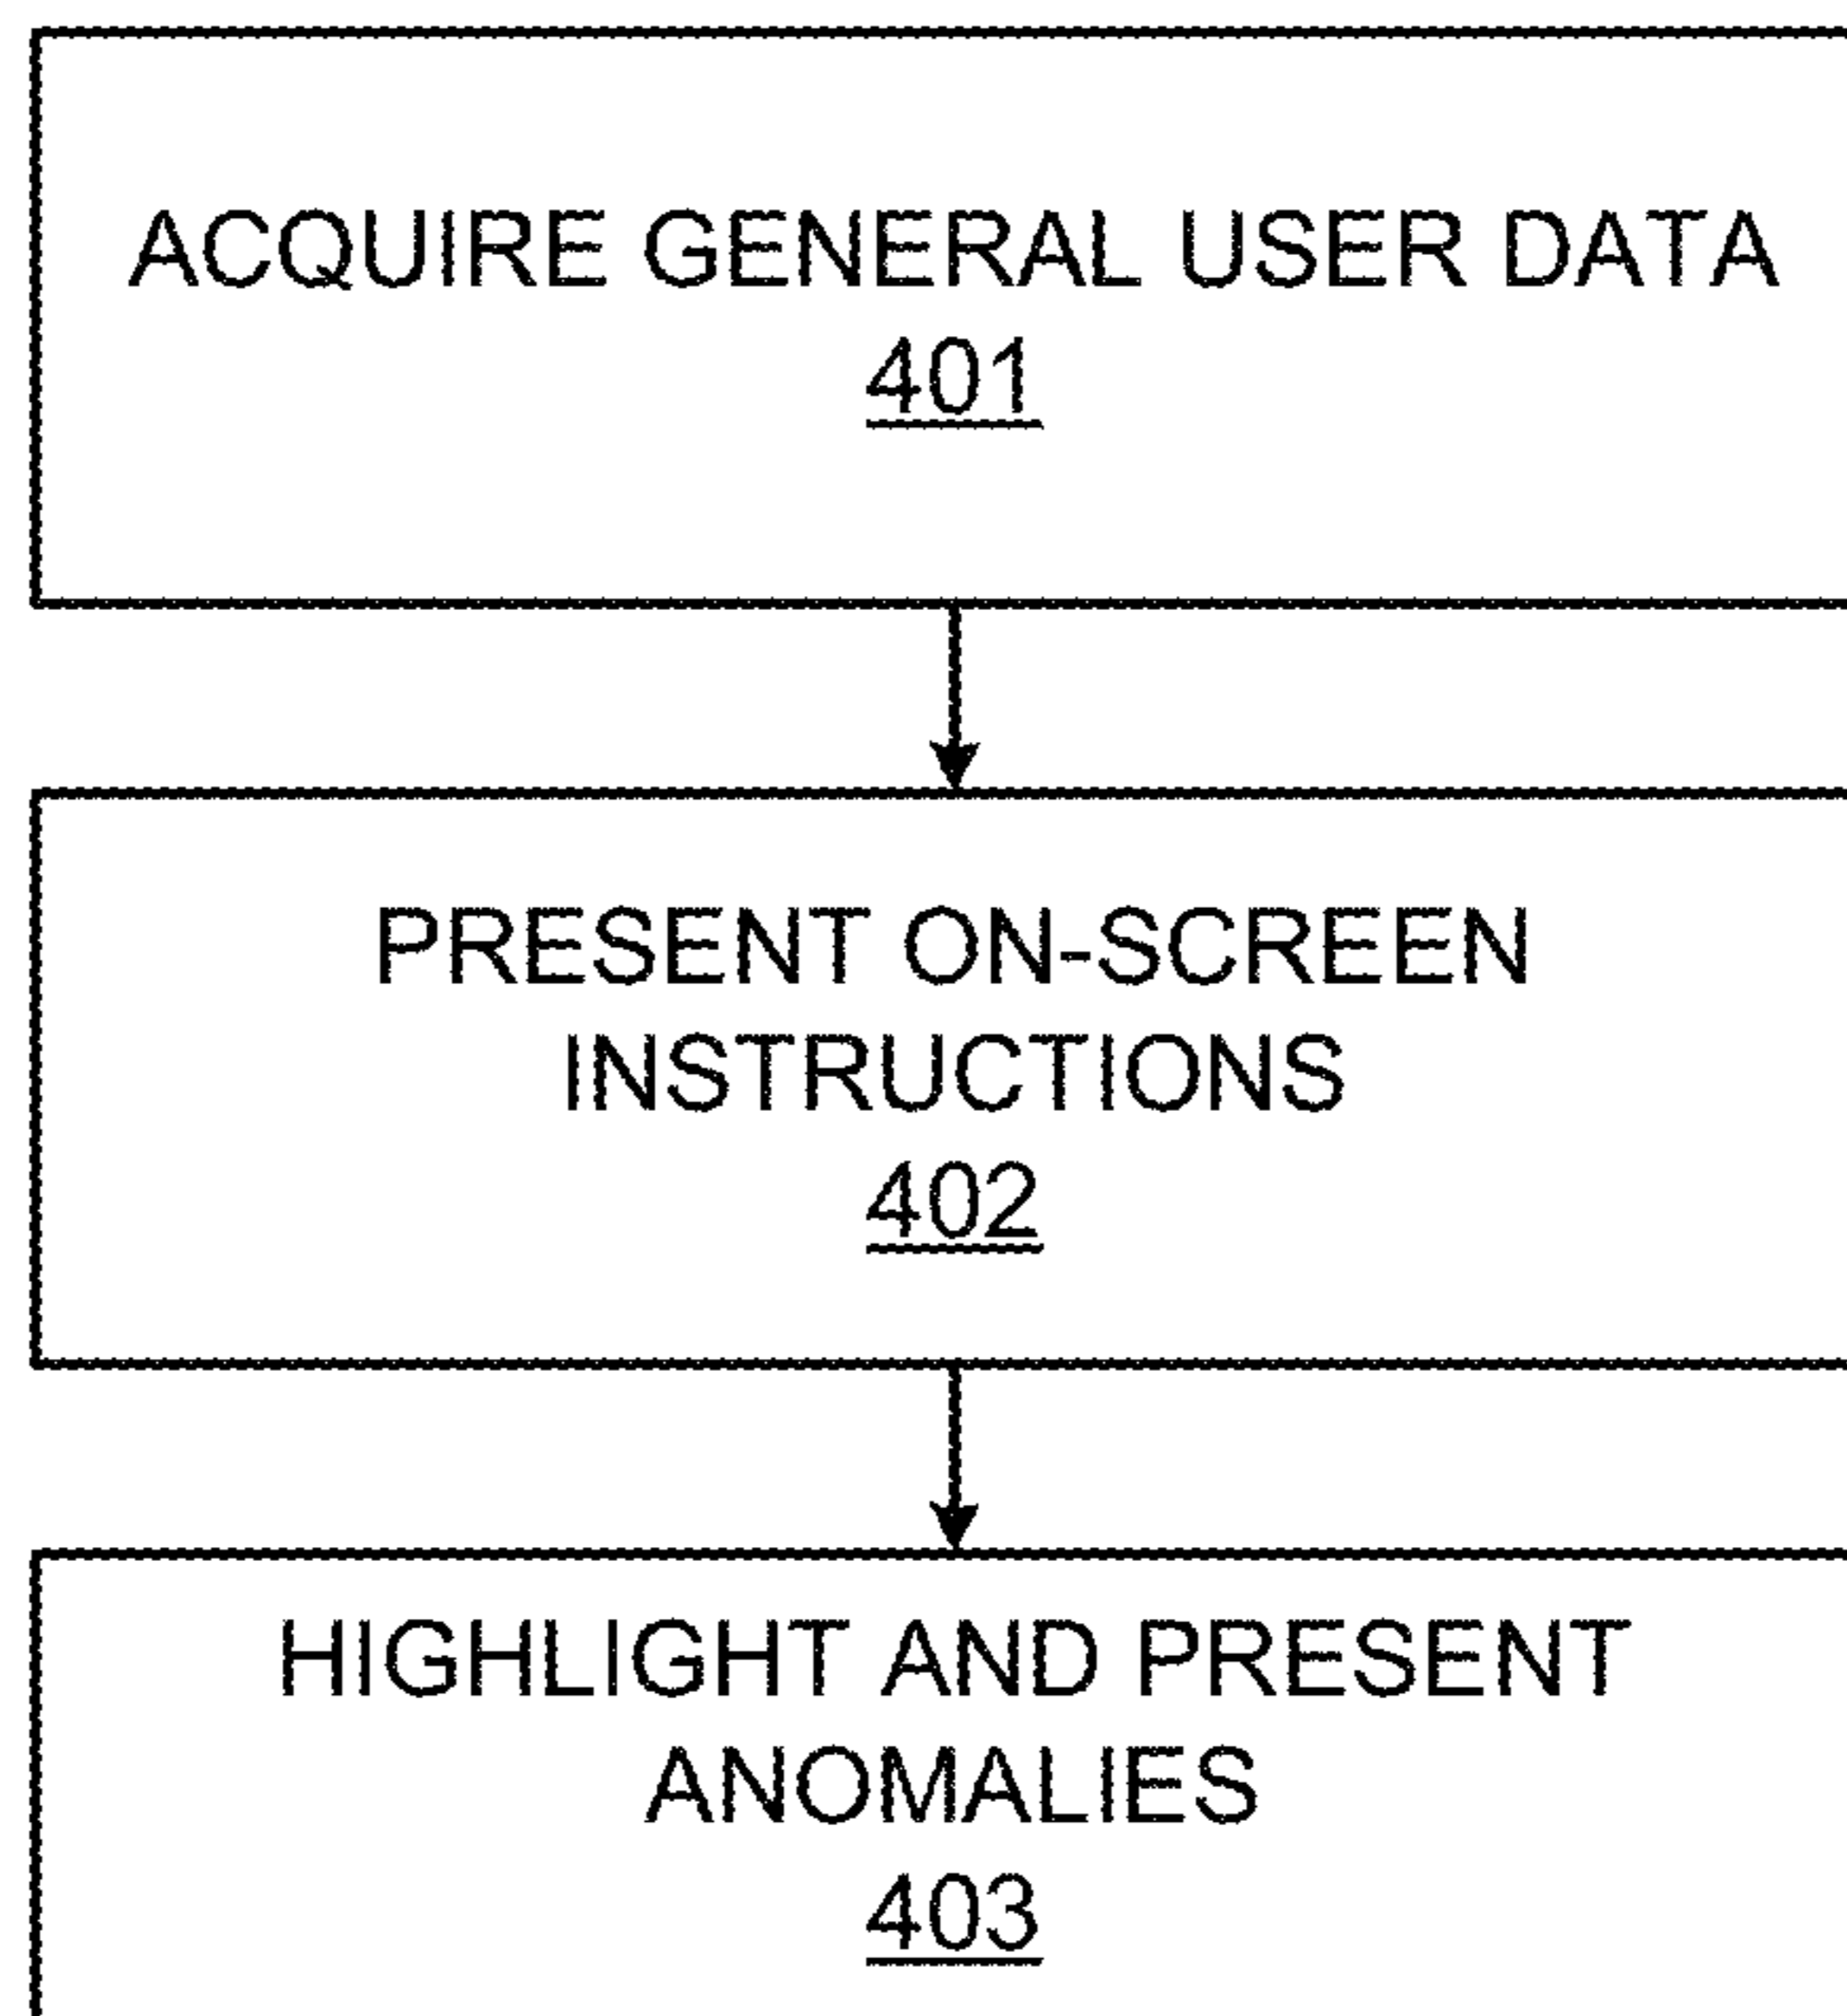 ACQUIRE GENERAL USER DATA
401
PRESENT ON-SCREEN
INSTRUCTIONS
402
HIGHLIGHT AND PRESENT
ANOMALIES
403